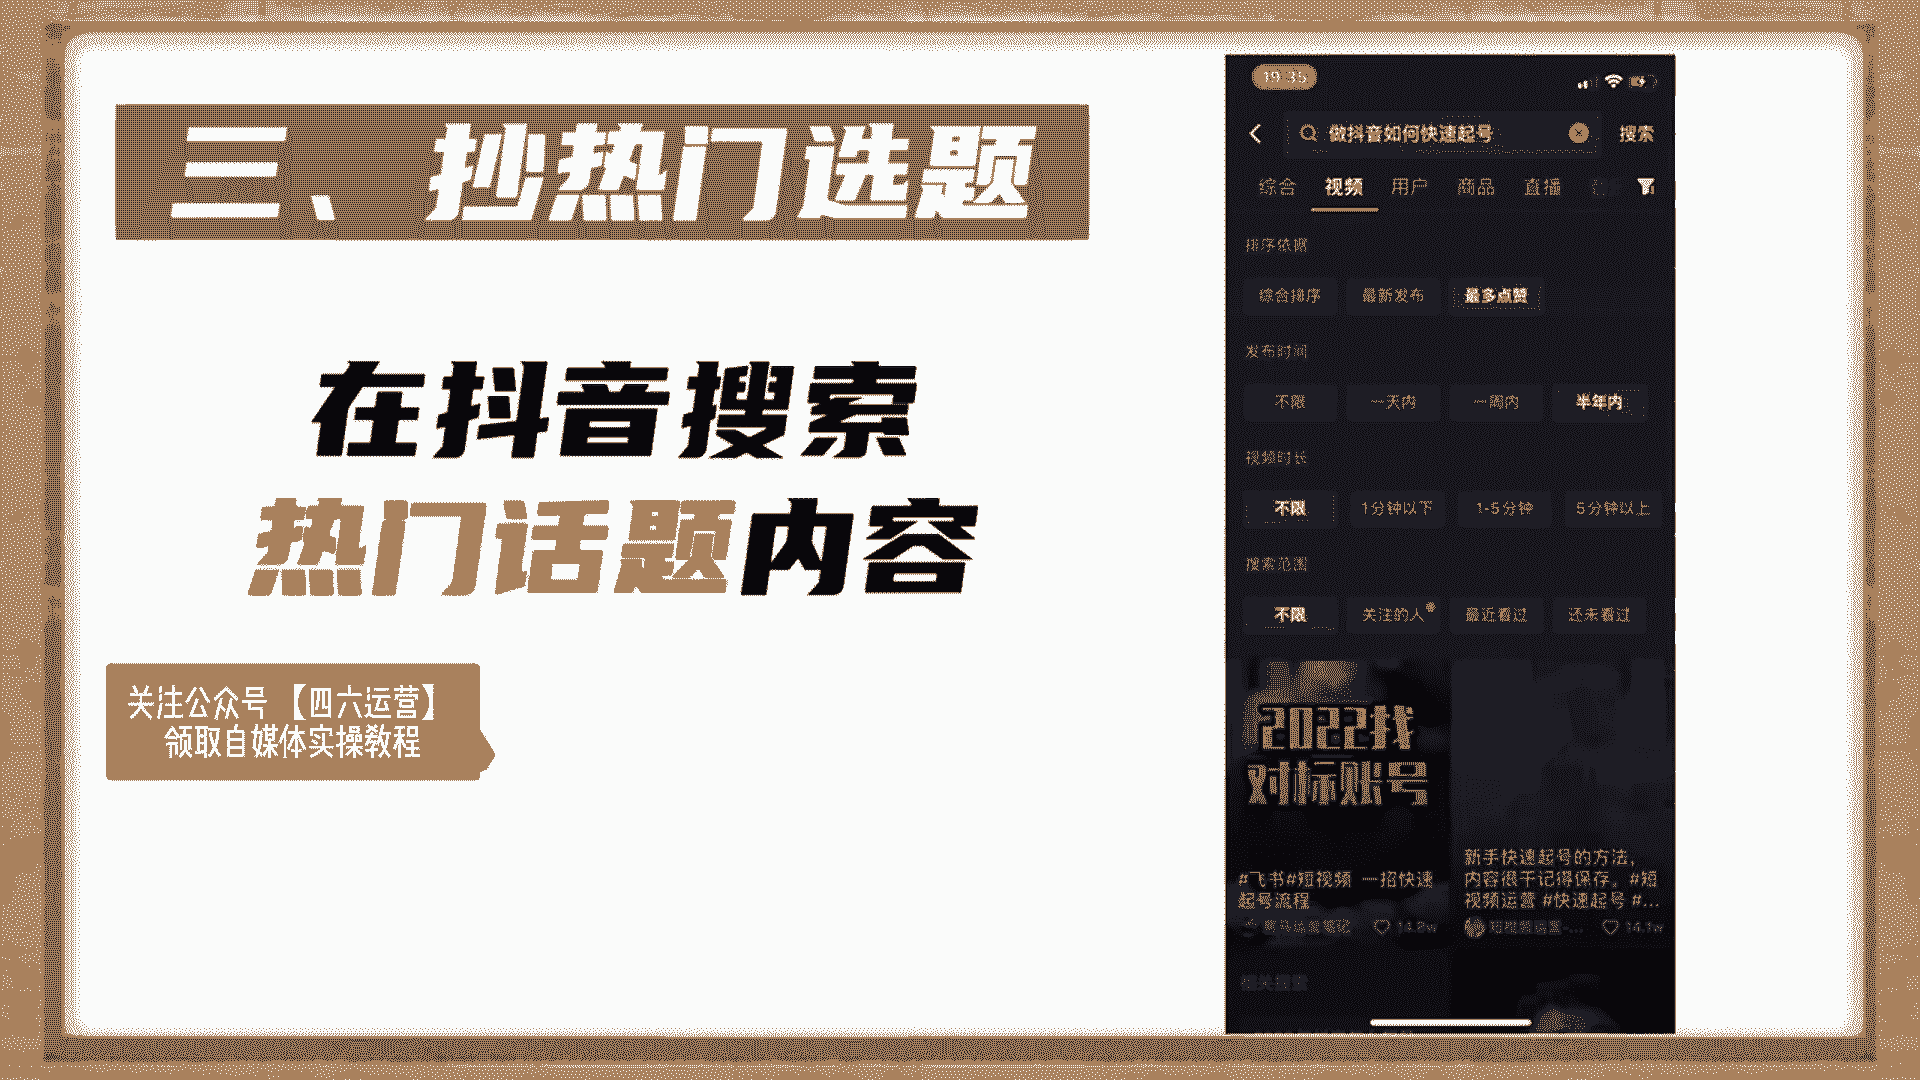 三、抄热门选题
在抖音搜索
热门话题内容
关注公众号【四六运营】
领取自媒体实操教程
19:35
做抖音如何快速起号
搜索
综合 视频 用户 商品 直播
排序依据
综合排序 最新发布 最多点赞
发布时间
不限 一天内 一周内 半年内
视频时长
不限 1分钟以下 1-5分钟 5分钟以上
搜索范围
不限 关注的人 最近看过 还未看过
2022找
对标账号
#飞书#短视频 一招快速
起号流程
14.2w
新手快速起号的方法,
内容很干记得保存。#短
视频运营 #快速起号 #...
14.1w
相关搜索